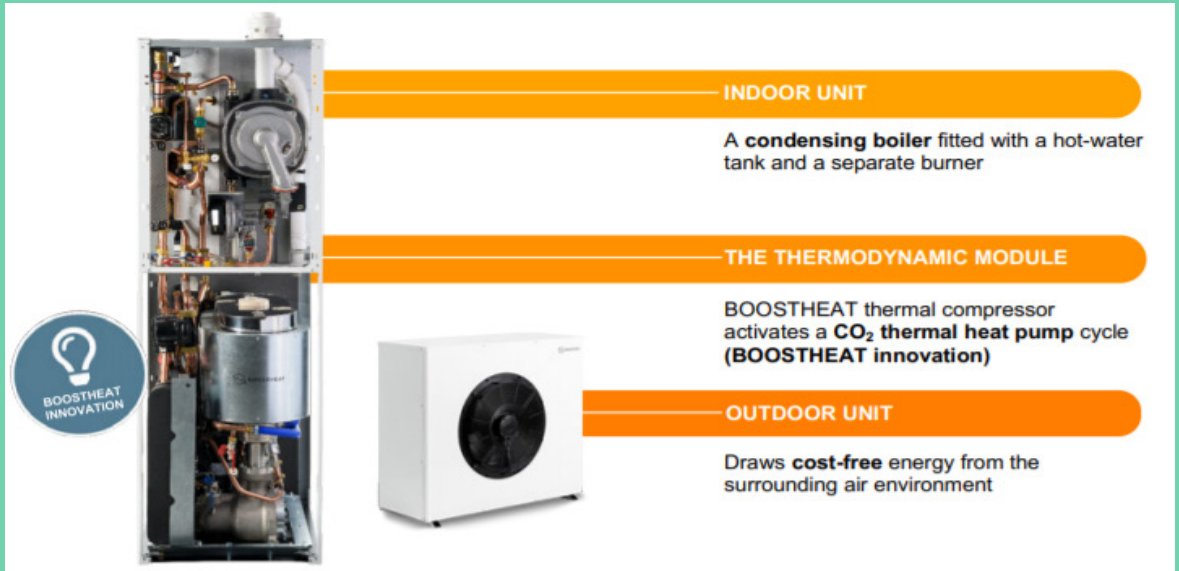 INDOOR UNIT
A condensing boiler fitted with a hot-water
tank and a separate burner
THE THERMODYNAMIC MODULE
BOOSTHEAT thermal compressor
activates a CO₂ thermal heat pump cycle
(BOOSTHEAT innovation)
BOOSTHEAT
INNOVATION
BOOSTHEAT
OUTDOOR UNIT
Draws cost-free energy from the
surrounding air environment